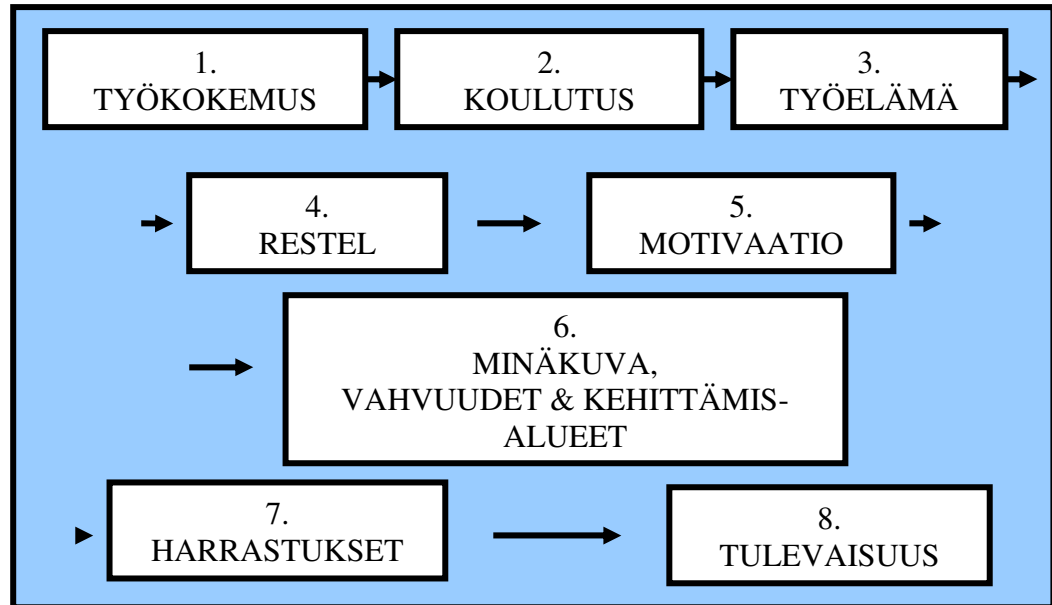 1.
TYÖKOKEMUS
2.
KOULUTUS
3.
TYÖELÄMÄ
4.
RESTEL
5.
MOTIVAATIO
6.
MINÄKUVA,
VAHVUUDET & KEHITTÄMIS-
ALUEET
7.
HARRASTUKSET
8.
TULEVAISUUS